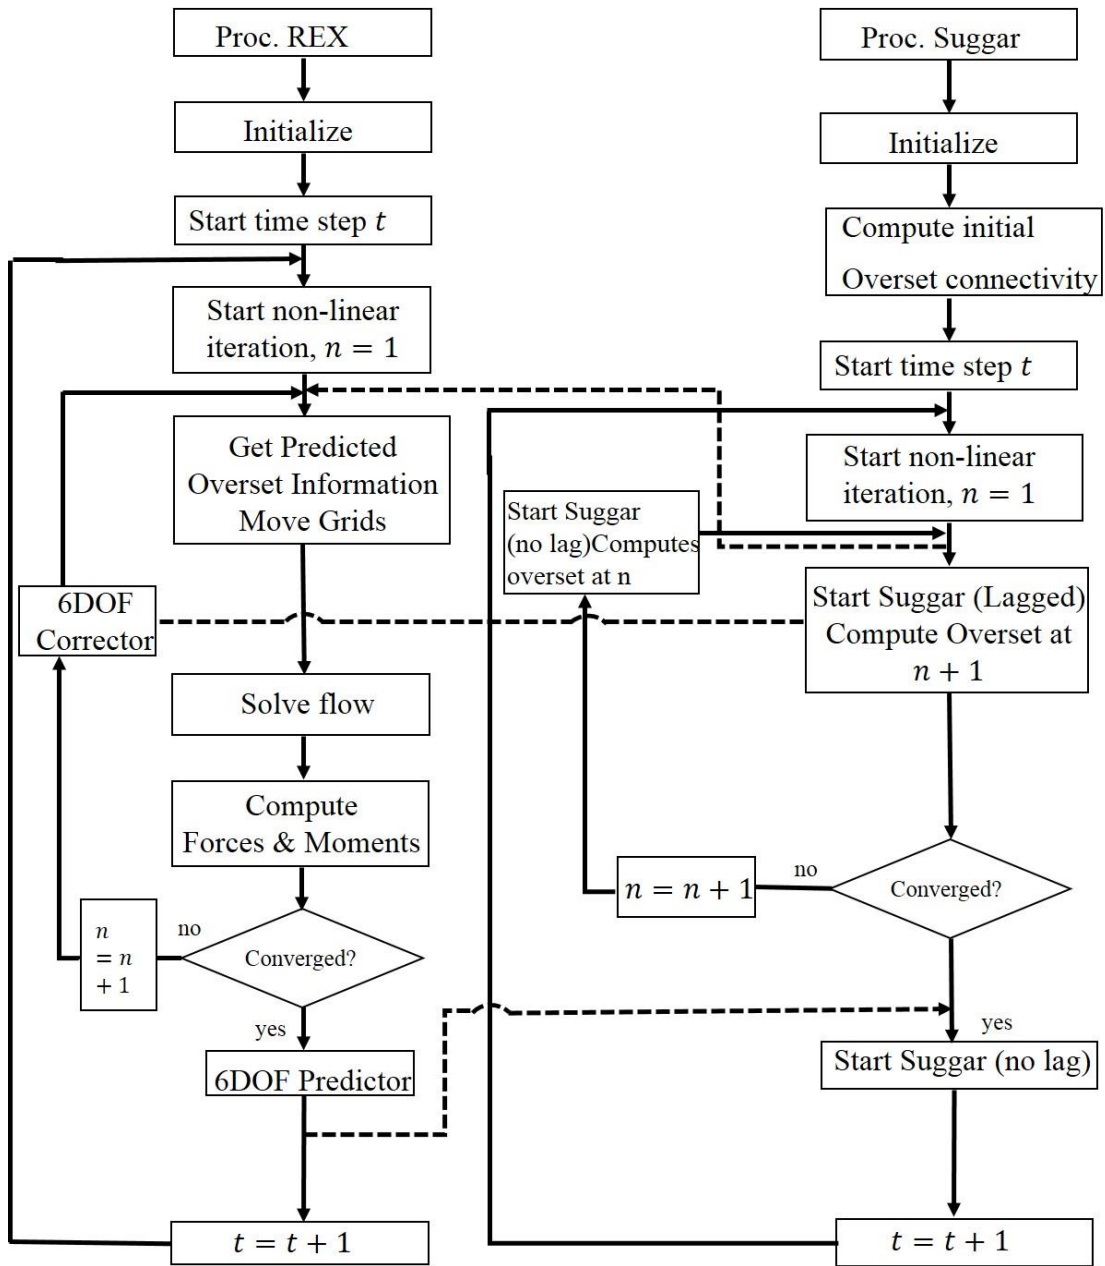 Proc. REX
Initialize
Start time step t
Start non-linear
iteration, n = 1
Get Predicted
Overset Information
Move Grids
6DOF
Corrector
Solve flow
Compute
Forces & Moments
n
= n
+ 1
no
Converged?
yes
6DOF Predictor
t = t + 1
Proc. Suggar
Initialize
Compute initial
Overset connectivity
Start time step t
Start non-linear
iteration, n = 1
Start Suggar
(no lag)Computes
overset at n
Start Suggar (Lagged)
Compute Overset at
n + 1
n = n + 1
no
Converged?
yes
Start Suggar (no lag)
t = t + 1